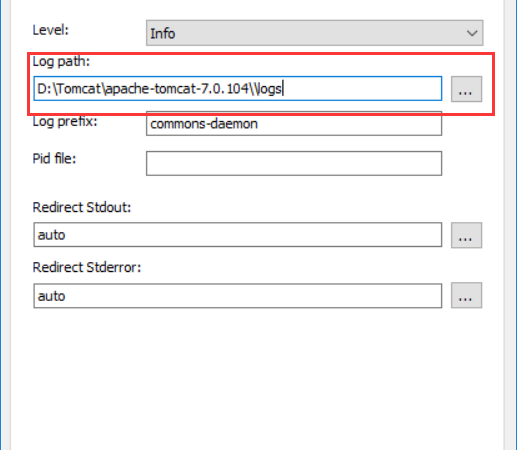 Level:
Info
Log path:
D:\Tomcat\apache-tomcat-7.0.104\\logs
...
Log prefix:
commons-daemon
Pid file:
Redirect Stdout:
auto
...
Redirect Stderror:
auto
...